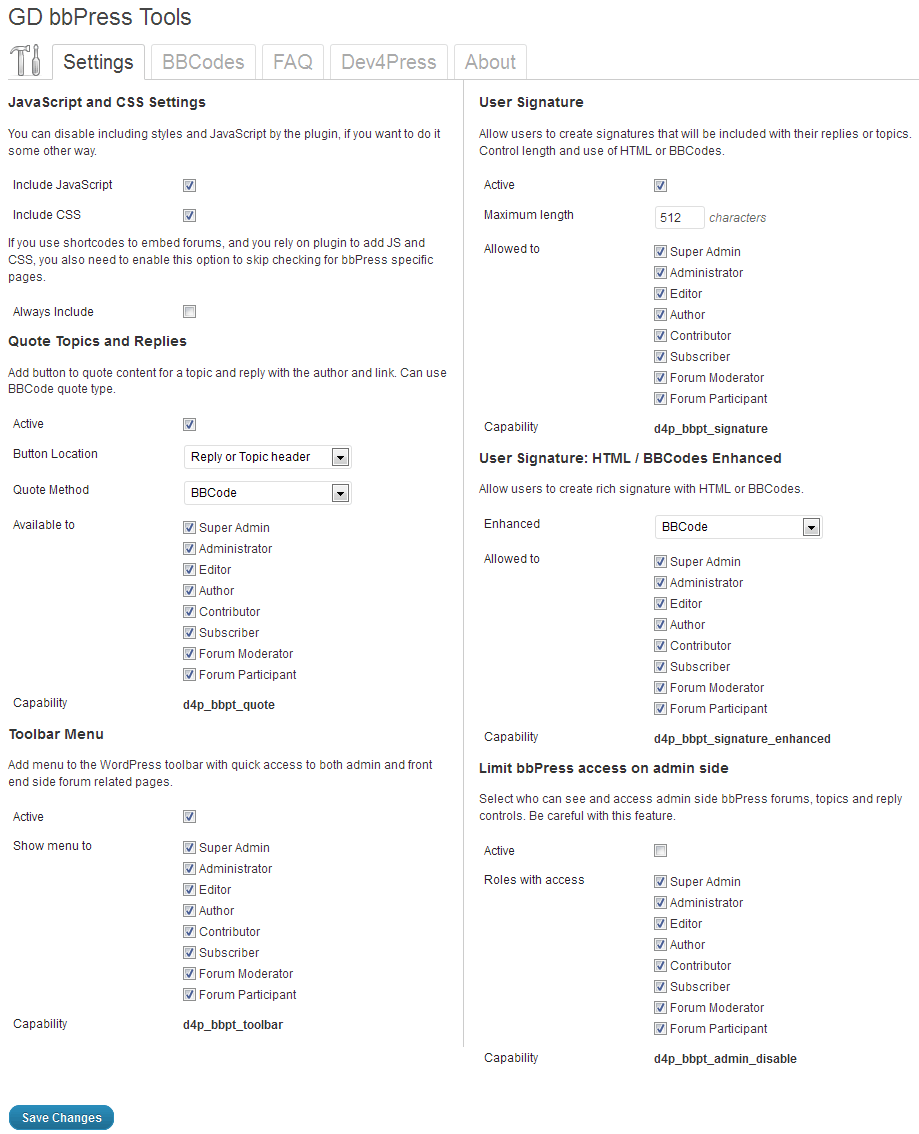 GD bbPress Tools
Settings
BBCodes
FAQ
Dev4Press
About
JavaScript and CSS Settings
You can disable including styles and JavaScript by the plugin, if you want to do it
some other way.
Include JavaScript
Include CSS
If you use shortcodes to embed forums, and you rely on plugin to add JS and
CSS, you also need to enable this option to skip checking for bbPress specific
pages.
Always Include
Quote Topics and Replies
Add button to quote content for a topic and reply with the author and link. Can use
BBCode quote type.
Active
Button Location
Reply or Topic header
Quote Method
BBCode
Available to
Super Admin
Administrator
Editor
Author
Contributor
Subscriber
Forum Moderator
Forum Participant
Capability
d4p_bbpt_quote
Toolbar Menu
Add menu to the WordPress toolbar with quick access to both admin and front
end side forum related pages.
Active
Show menu to
Super Admin
Administrator
Editor
Author
Contributor
Subscriber
Forum Moderator
Forum Participant
Capability
d4p_bbpt_toolbar
User Signature
Allow users to create signatures that will be included with their replies or topics.
Control length and use of HTML or BBCodes.
Active
Maximum length
512 characters
Allowed to
Super Admin
Administrator
Editor
Author
Contributor
Subscriber
Forum Moderator
Forum Participant
Capability
d4p_bbpt_signature
User Signature: HTML / BBCodes Enhanced
Allow users to create rich signature with HTML or BBCodes.
Enhanced
BBCode
Allowed to
Super Admin
Administrator
Editor
Author
Contributor
Subscriber
Forum Moderator
Forum Participant
Capability
d4p_bbpt_signature_enhanced
Limit bbPress access on admin side
Select who can see and access admin side bbPress forums, topics and reply
controls. Be careful with this feature.
Active
Roles with access
Super Admin
Administrator
Editor
Author
Contributor
Subscriber
Forum Moderator
Forum Participant
Capability
d4p_bbpt_admin_disable
Save Changes